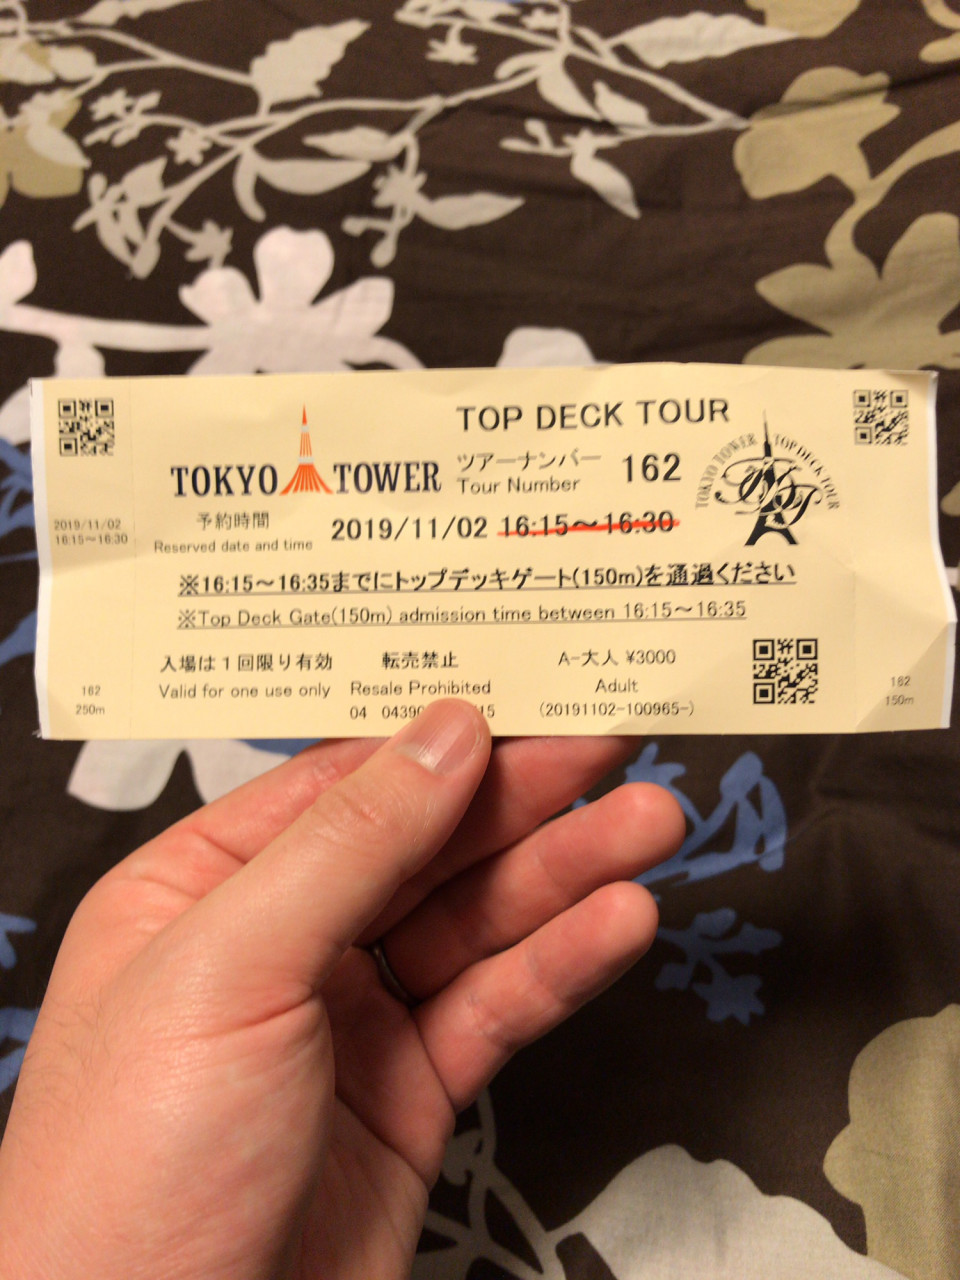 TOP DECK TOUR
TOKYO TOWER
ツアーナンバー
Tour Number 162
TOKYO TOWER TOP DECK TOUR
2019/11/02
16:15～16:30
予約時間
Reserved date and time
2019/11/02 16:15～16:30
※16:15～16:35までにトップデッキゲート(150m)を通過ください
※Top Deck Gate(150m) admission time between 16:15～16:35
入場は1回限り有効 転売禁止 A-大人 ¥3000
Valid for one use only Resale Prohibited Adult
04 (20191102-100965-)
162
250m
162
150m